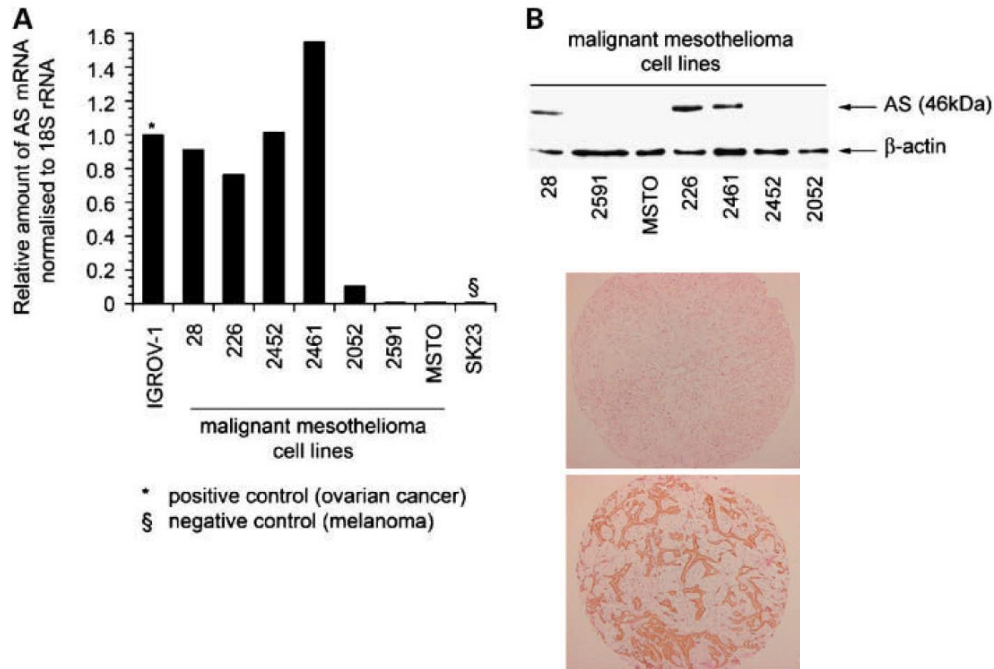 A
Relative amount of AS mRNA
normalised to 18S rRNA
1.6
1.4
1.2
1.0
0.8
0.6
0.4
0.2
0
*
§
IGROV-1
28
226
2452
2461
2052
2591
MSTO
SK23
malignant mesothelioma
cell lines
* positive control (ovarian cancer)
§ negative control (melanoma)
B
malignant mesothelioma
cell lines
AS (46kDa)
β-actin
28
2591
MSTO
226
2461
2452
2052